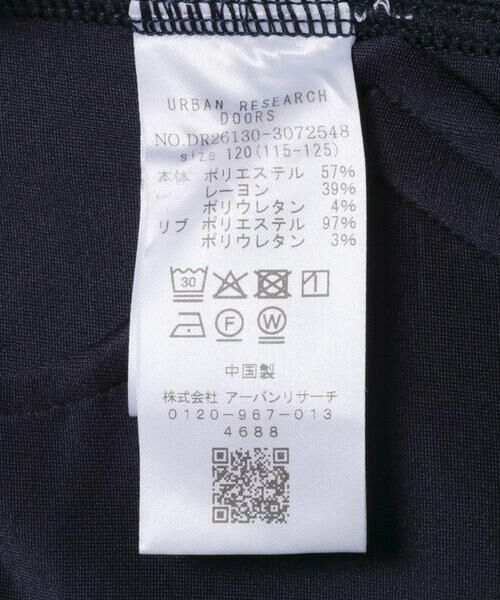 URBAN RESEARCH
DOORS
NO.DR26130-3072548
size 120(115-125)
本体 ポリエステル 57%
レーヨン 39%
ポリウレタン 4%
リブ ポリエステル 97%
ポリウレタン 3%
30
F W
中国製
株式会社 アーバンリサーチ
0120-967-013
4688